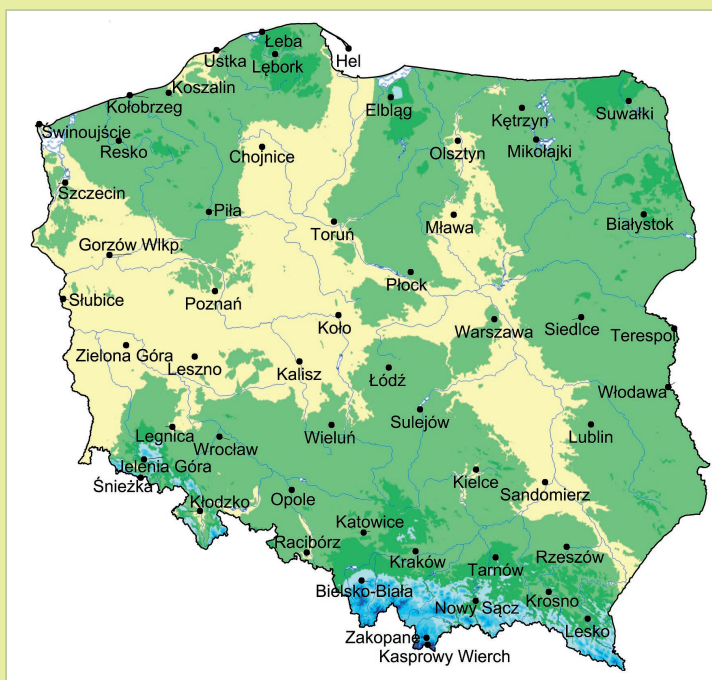 Łeba
Ustka
Lębork
Hel
Koszalin
Kołobrzeg
Elbląg
Kętrzyn
Suwałki
Świnoujście
Resko
Chojnice
Olsztyn
Mikołajki
Szczecin
Piła
Toruń
Mława
Białystok
Gorzów Wlkp.
Płock
Słubice
Poznań
Koło
Warszawa
Siedlce
Terespol
Zielona Góra
Leszno
Kalisz
Łódź
Włodawa
Sulejów
Legnica
Wrocław
Wieluń
Lublin
Jelenia Góra
Śnieżka
Kielce
Kłodzko
Opole
Sandomierz
Katowice
Racibórz
Kraków
Tarnów
Rzeszów
Bielsko-Biała
Nowy Sącz
Krosno
Lesko
Zakopane
Kasprowy Wierch